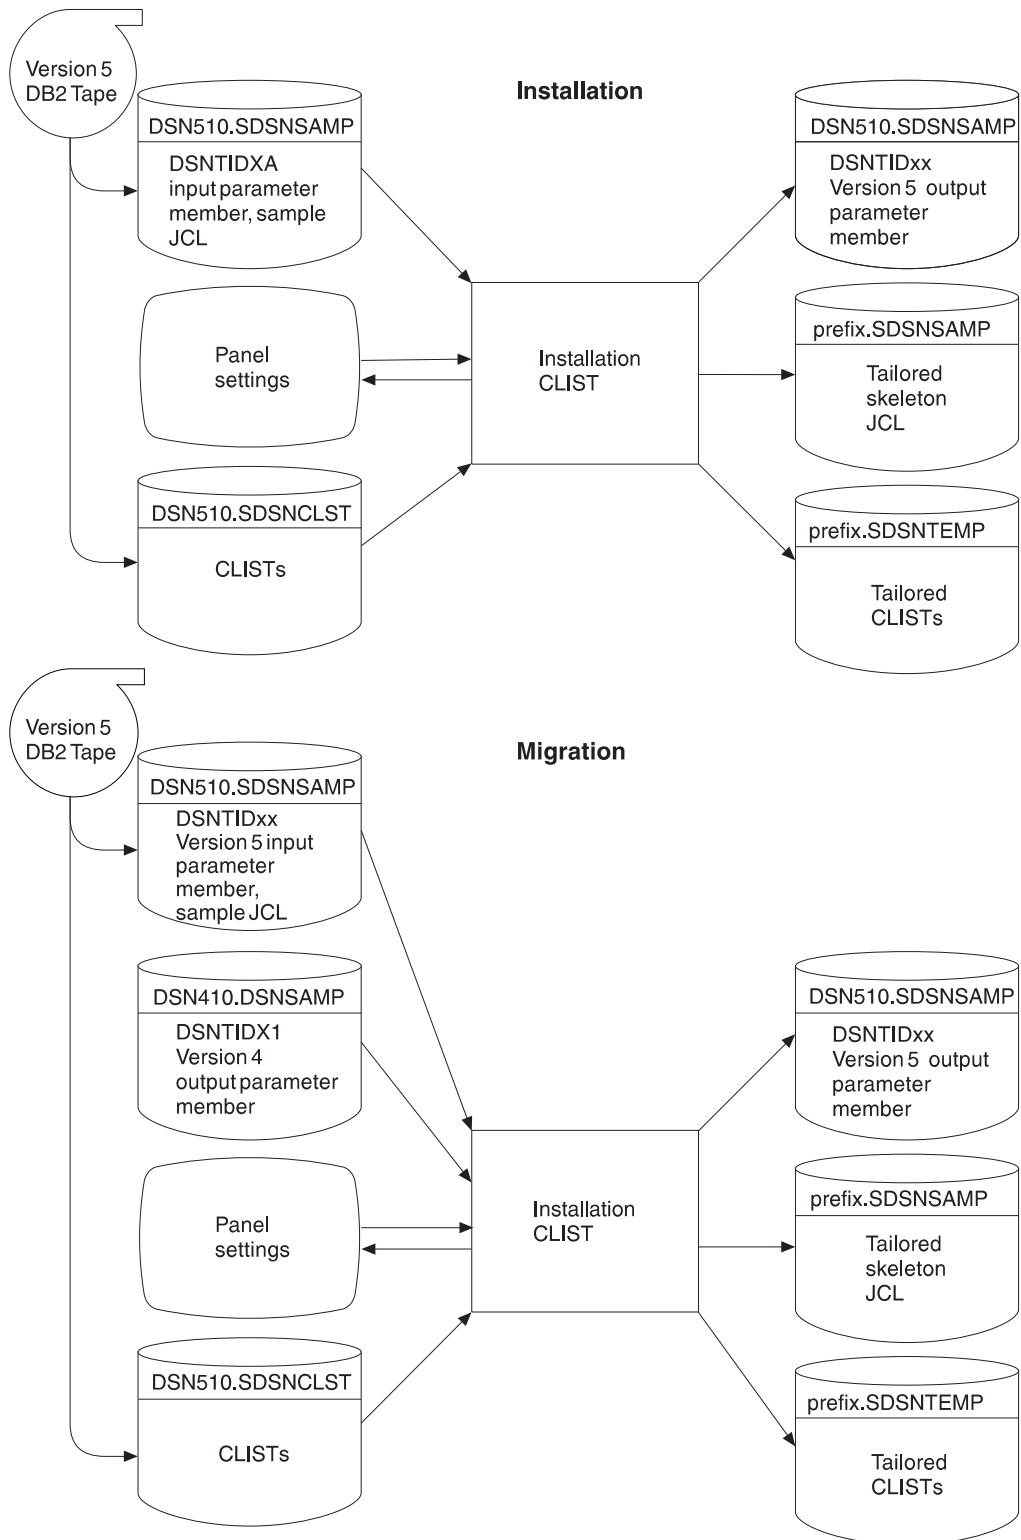 Version 5
DB2 Tape
Installation
DSN510.SDSNSAMP
DSNTIDXA
input parameter
member, sample
JCL
Panel
settings
DSN510.SDSNCLST
CLISTs
Installation
CLIST
DSN510.SDSNSAMP
DSNTIDxx
Version 5 output
parameter
member
prefix.SDSNSAMP
Tailored
skeleton
JCL
prefix.SDSNTEMP
Tailored
CLISTs
Version 5
DB2 Tape
Migration
DSN510.SDSNSAMP
DSNTIDxx
Version 5 input
parameter
member,
sample JCL
DSN410.DSNSAMP
DSNTIDX1
Version 4
output parameter
member
Panel
settings
DSN510.SDSNCLST
CLISTs
Installation
CLIST
DSN510.SDSNSAMP
DSNTIDxx
Version 5 output
parameter
member
prefix.SDSNSAMP
Tailored
skeleton
JCL
prefix.SDSNTEMP
Tailored
CLISTs